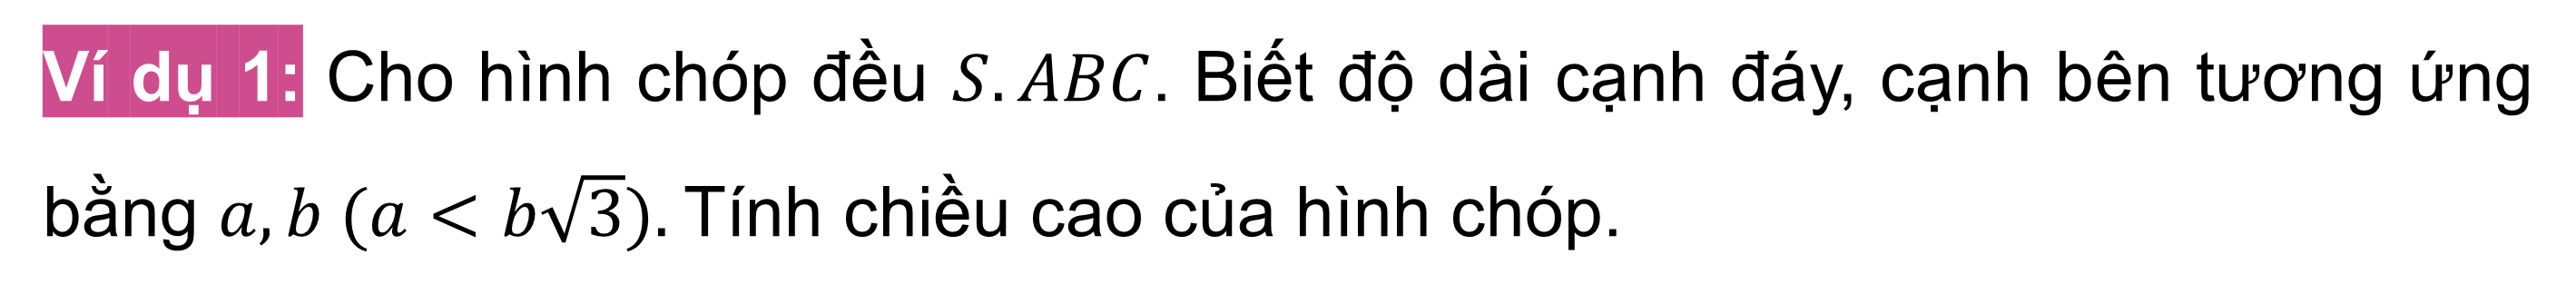 Ví dụ 1: Cho hình chóp đều S.ABC. Biết độ dài cạnh đáy, cạnh bên tương ứng
bằng a, b (a < b√3). Tính chiều cao của hình chóp.